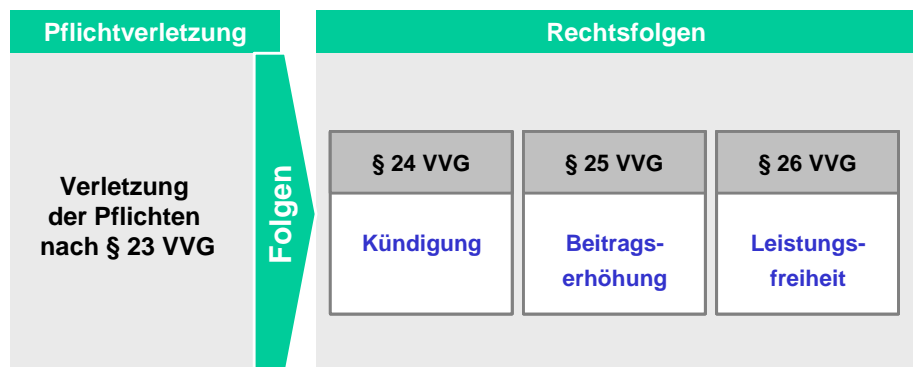 Pflichtverletzung
Rechtsfolgen
Verletzung
der Pflichten
nach § 23 VVG
Folgen
§ 24 VVG
Kündigung
§ 25 VVG
Beitrags-
erhöhung
§ 26 VVG
Leistungs-
freiheit